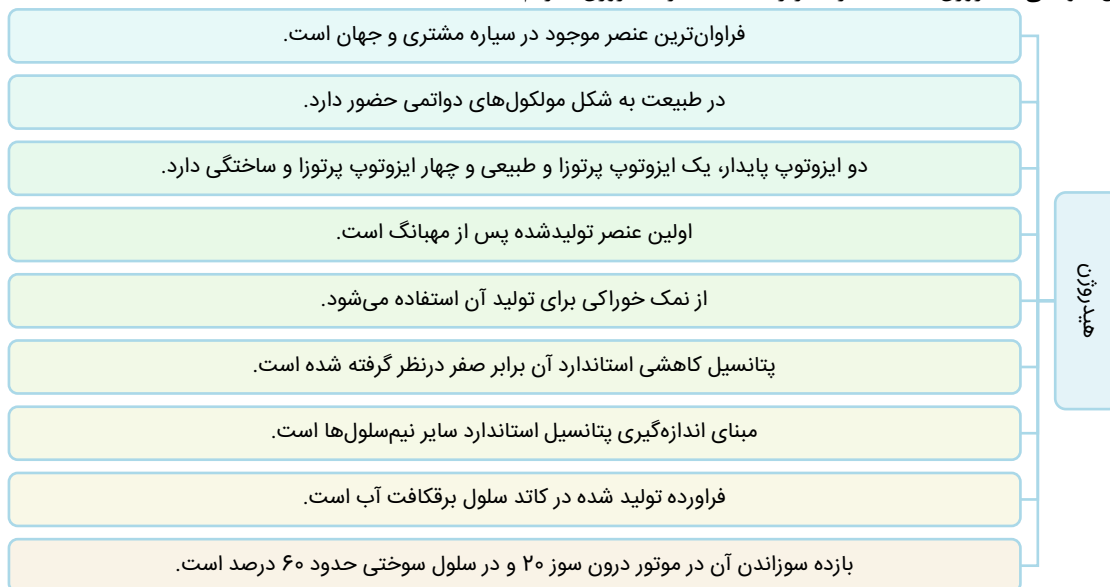 هیدروژن
فراوان‌ترین عنصر موجود در سیاره مشتری و جهان است.
در طبیعت به شکل مولکول‌های دواتمی حضور دارد.
دو ایزوتوپ پایدار، یک ایزوتوپ پرتوزا و طبیعی و چهار ایزوتوپ پرتوزا و ساختگی دارد.
اولین عنصر تولیدشده پس از مهبانگ است.
از نمک خوراکی برای تولید آن استفاده می‌شود.
پتانسیل کاهشی استاندارد آن برابر صفر درنظر گرفته شده است.
مبنای اندازه‌گیری پتانسیل استاندارد سایر نیم‌سلول‌ها است.
فراورده تولید شده در کاتد سلول برقکافت آب است.
بازده سوزاندن آن در موتور درون سوز ۲۰ و در سلول سوختی حدود ۶۰ درصد است.